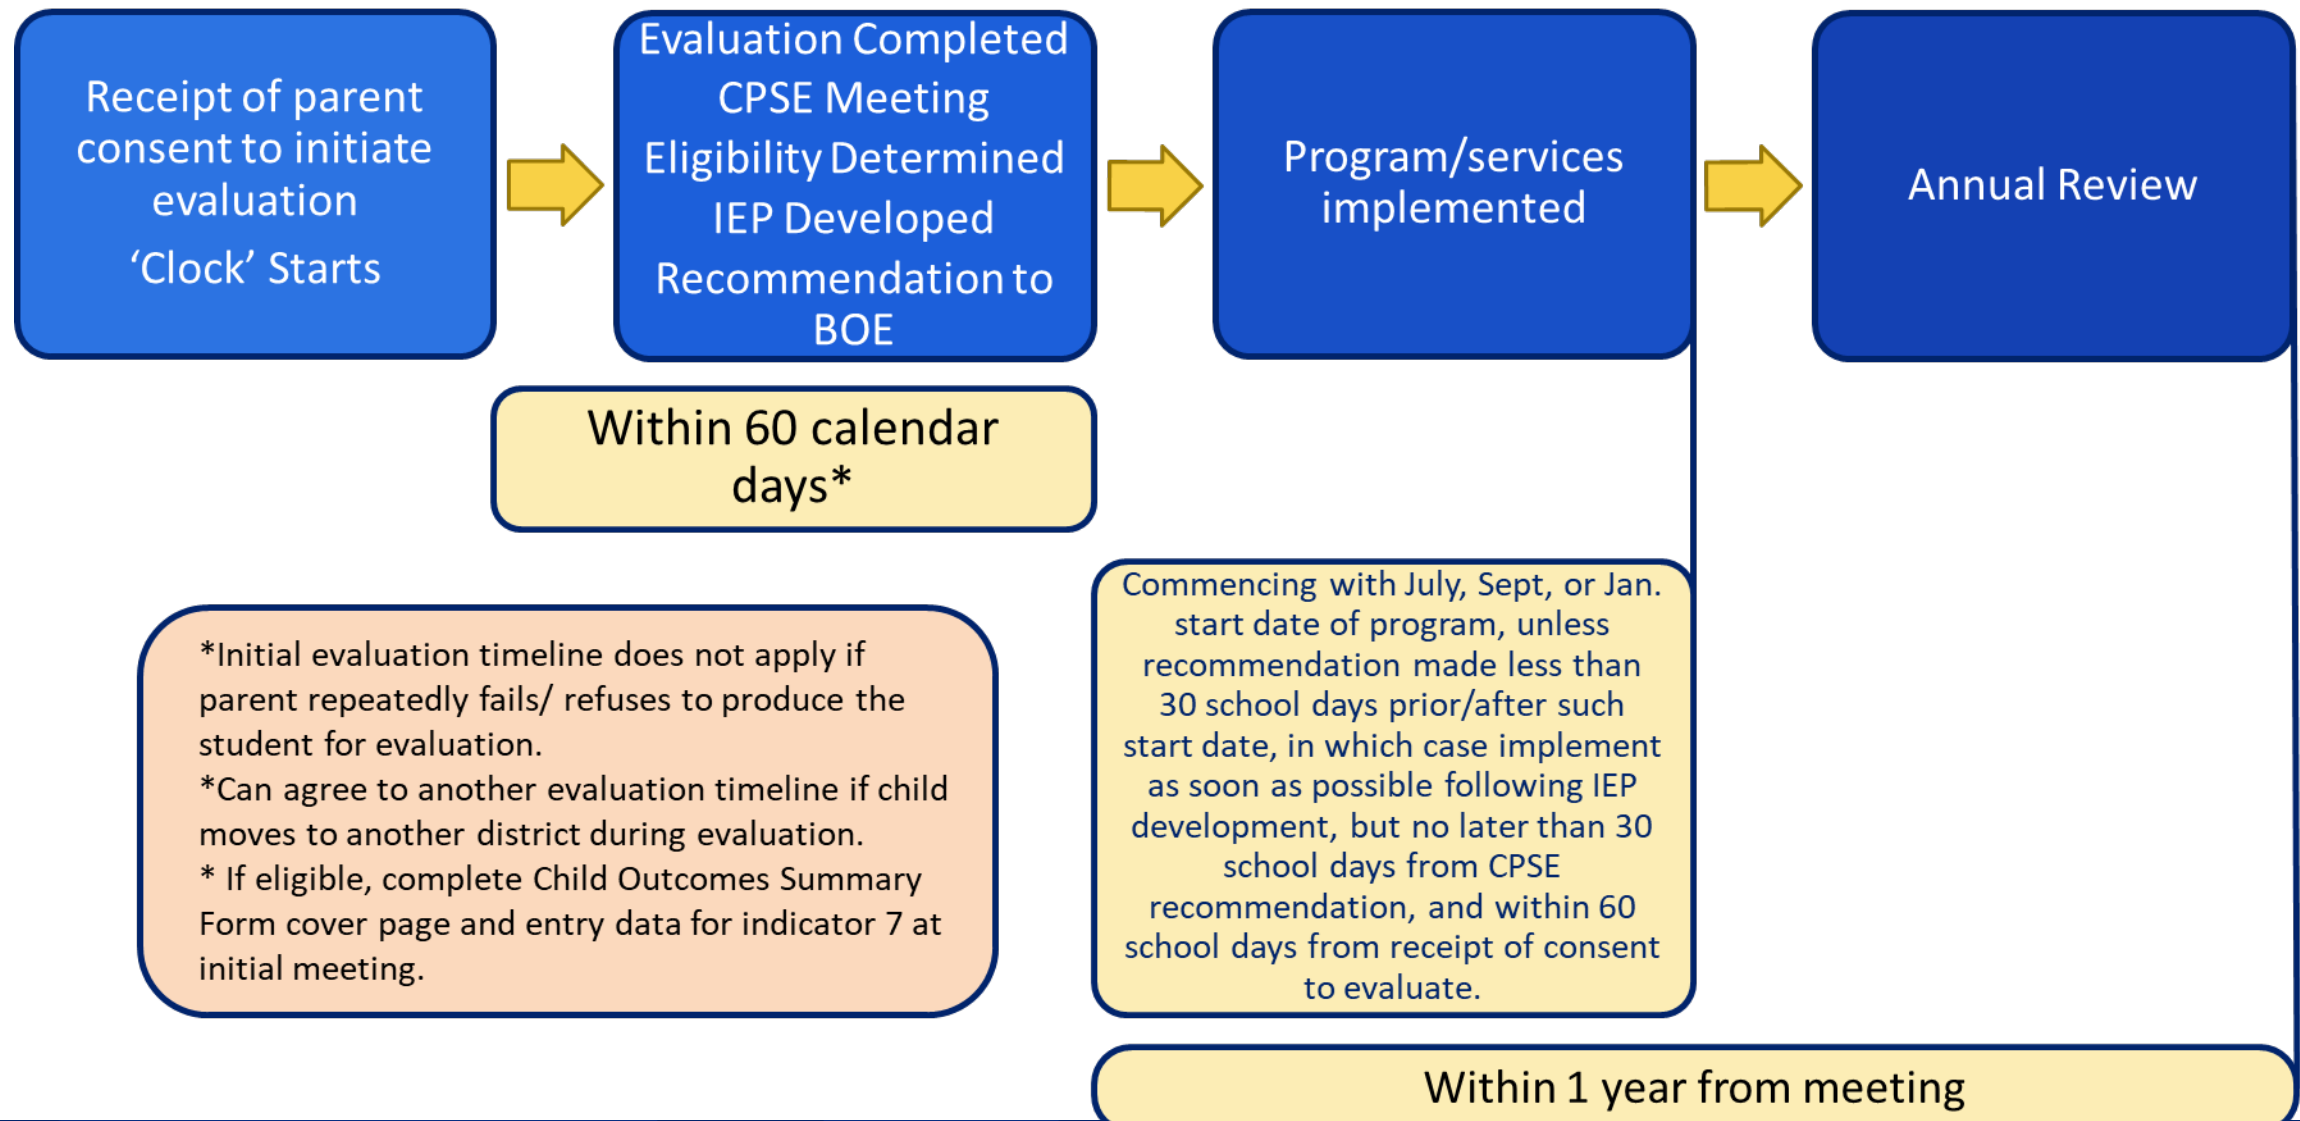 Receipt of parent
consent to initiate
evaluation
‘Clock’ Starts
Evaluation Completed
CPSE Meeting
Eligibility Determined
IEP Developed
Recommendation to
BOE
Program/services
implemented
Annual Review
Within 60 calendar
days*
*Initial evaluation timeline does not apply if
parent repeatedly fails/ refuses to produce the
student for evaluation.
*Can agree to another evaluation timeline if child
moves to another district during evaluation.
* If eligible, complete Child Outcomes Summary
Form cover page and entry data for indicator 7 at
initial meeting.
Commencing with July, Sept, or Jan.
start date of program, unless
recommendation made less than
30 school days prior/after such
start date, in which case implement
as soon as possible following IEP
development, but no later than 30
school days from CPSE
recommendation, and within 60
school days from receipt of consent
to evaluate.
Within 1 year from meeting